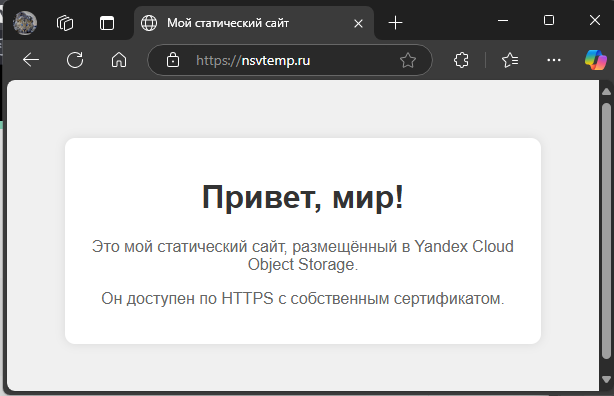 Мой статический сайт
https://nsvtemp.ru
Привет, мир!
Это мой статический сайт, размещённый в Yandex Cloud
Object Storage.
Он доступен по HTTPS с собственным сертификатом.